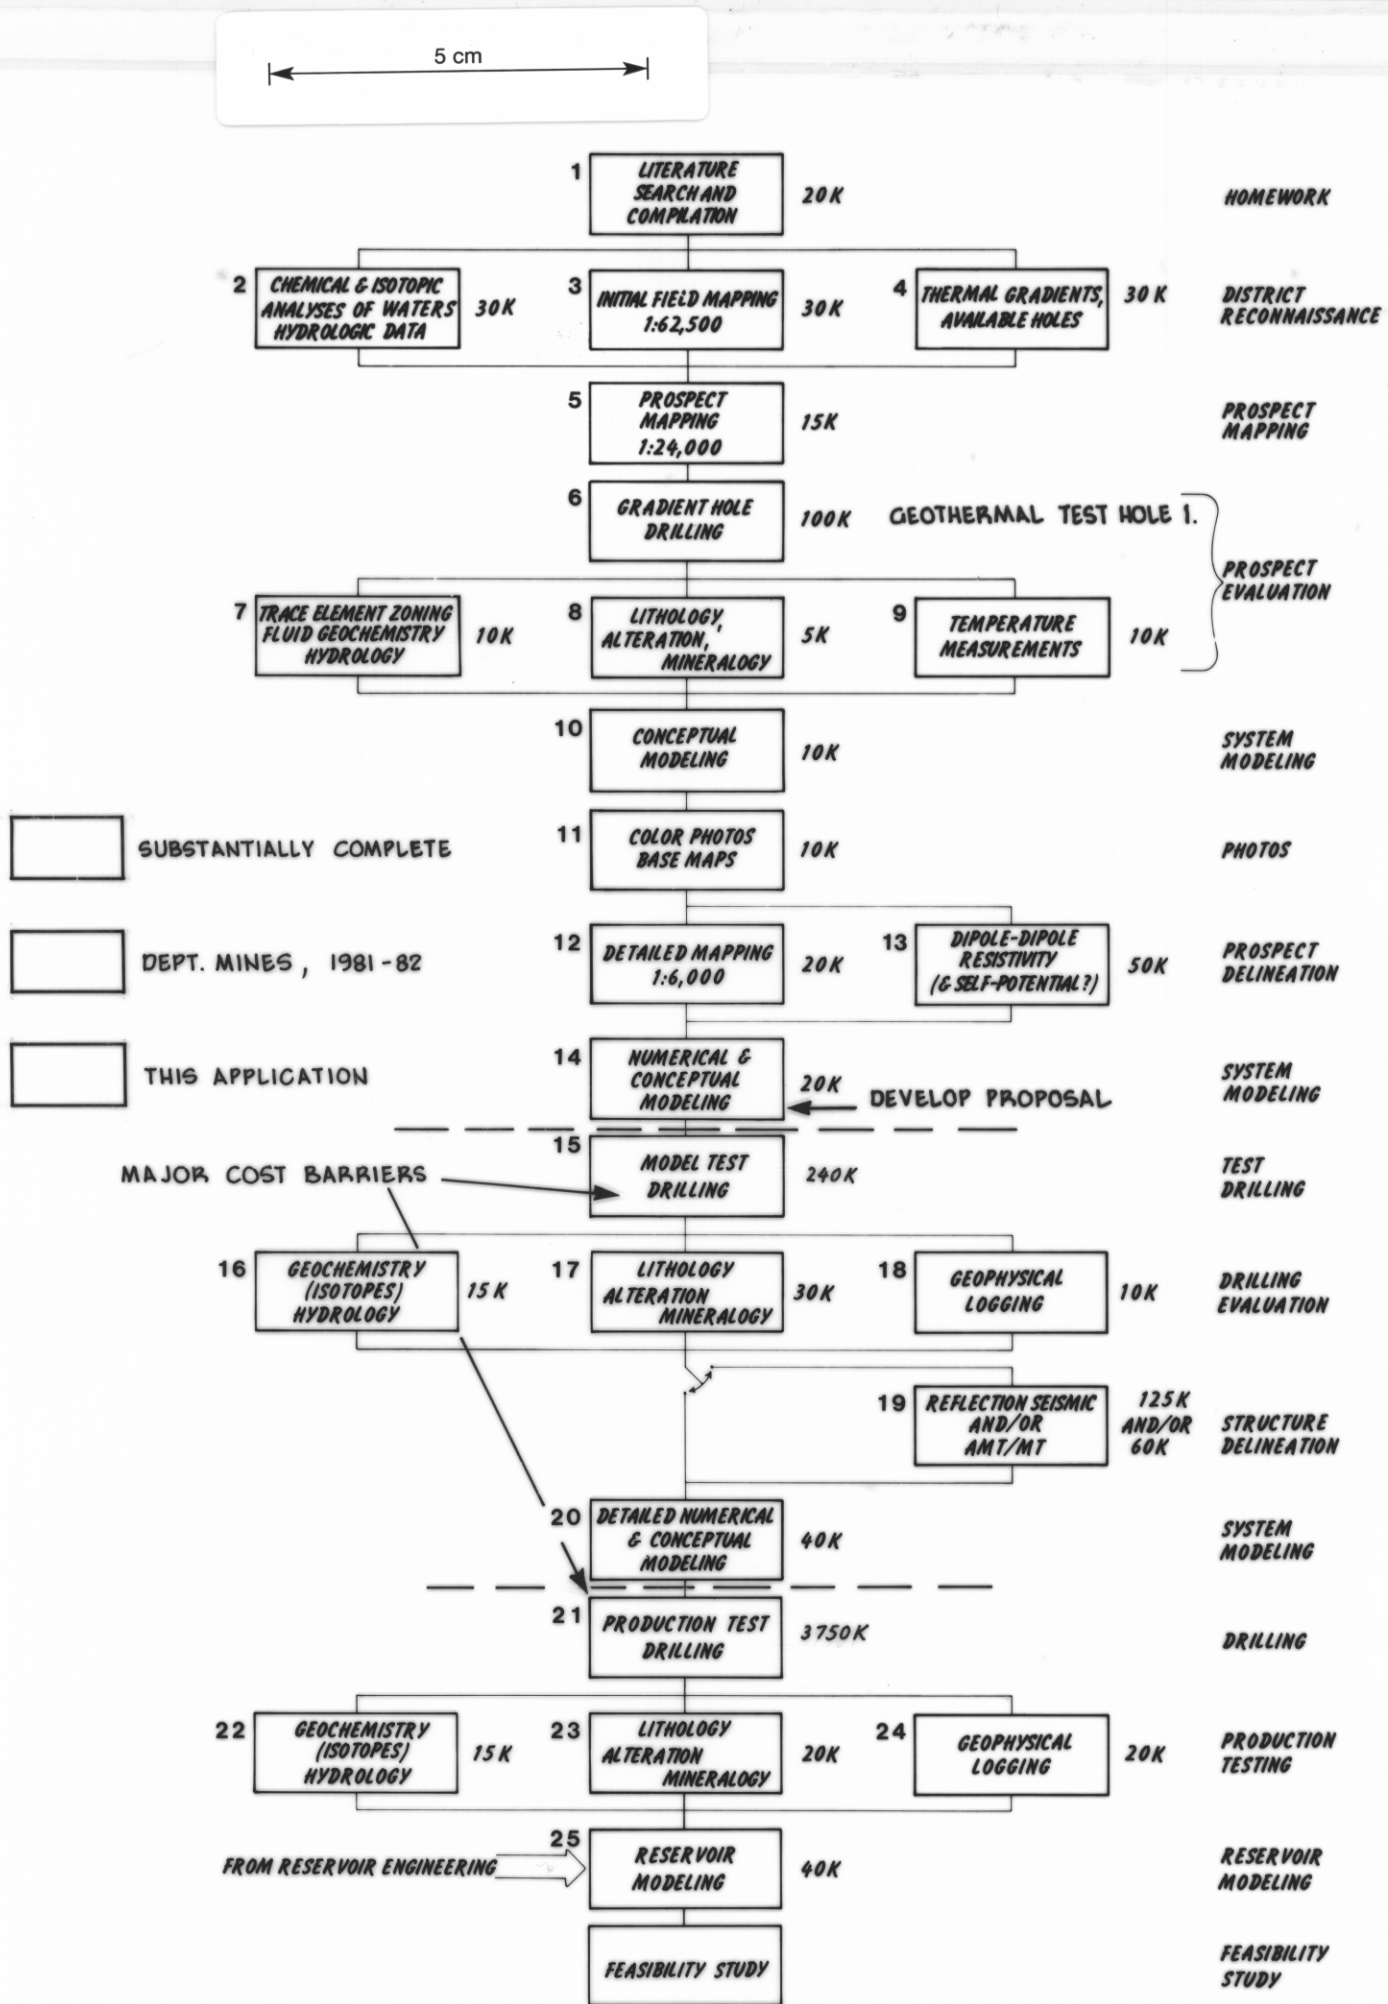 5 cm
1
LITERATURE
SEARCH AND
COMPILATION
20K
HOMEWORK
2
CHEMICAL & ISOTOPIC
ANALYSES OF WATERS
HYDROLOGIC DATA
30K
3
INITIAL FIELD MAPPING
1:62,500
30K
4
THERMAL GRADIENTS,
AVAILABLE HOLES
30K
DISTRICT
RECONNAISSANCE
5
PROSPECT
MAPPING
1:24,000
15K
PROSPECT
MAPPING
6
GRADIENT HOLE
DRILLING
100K
GEOTHERMAL TEST HOLE 1.
PROSPECT
EVALUATION
7
TRACE ELEMENT ZONING
FLUID GEOCHEMISTRY
HYDROLOGY
10K
8
LITHOLOGY,
ALTERATION,
MINERALOGY
5K
9
TEMPERATURE
MEASUREMENTS
10K
10
CONCEPTUAL
MODELING
10K
SYSTEM
MODELING
SUBSTANTIALLY COMPLETE
11
COLOR PHOTOS
BASE MAPS
10K
PHOTOS
DEPT. MINES, 1981-82
12
DETAILED MAPPING
1:6,000
20K
13
DIPOLE-DIPOLE
RESISTIVITY
(& SELF-POTENTIAL?)
50K
PROSPECT
DELINEATION
THIS APPLICATION
14
NUMERICAL &
CONCEPTUAL
MODELING
20K
DEVELOP PROPOSAL
SYSTEM
MODELING
MAJOR COST BARRIERS
15
MODEL TEST
DRILLING
240K
TEST
DRILLING
16
GEOCHEMISTRY
(ISOTOPES)
HYDROLOGY
15K
17
LITHOLOGY
ALTERATION
MINERALOGY
30K
18
GEOPHYSICAL
LOGGING
10K
DRILLING
EVALUATION
19
REFLECTION SEISMIC
AND/OR
AMT/MT
125K
AND/OR
60K
STRUCTURE
DELINEATION
20
DETAILED NUMERICAL
& CONCEPTUAL
MODELING
40K
SYSTEM
MODELING
21
PRODUCTION TEST
DRILLING
3750K
DRILLING
22
GEOCHEMISTRY
(ISOTOPES)
HYDROLOGY
15K
23
LITHOLOGY
ALTERATION
MINERALOGY
20K
24
GEOPHYSICAL
LOGGING
20K
PRODUCTION
TESTING
FROM RESERVOIR ENGINEERING
25
RESERVOIR
MODELING
40K
RESERVOIR
MODELING
FEASIBILITY STUDY
FEASIBILITY
STUDY